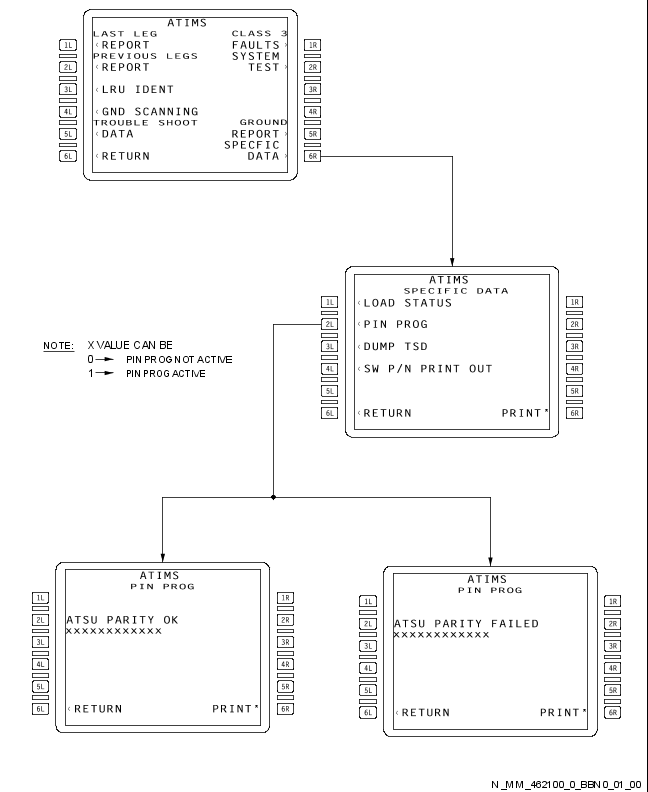 ATIMS
LAST LEG CLASS 3
1L ‹REPORT FAULTS› 1R
PREVIOUS LEGS SYSTEM
2L ‹REPORT TEST› 2R
3L ‹LRU IDENT 3R
4L ‹GND SCANNING 4R
TROUBLE SHOOT GROUND
5L ‹DATA REPORT› 5R
SPECFIC
6L ‹RETURN DATA› 6R
ATIMS
SPECIFIC DATA
1L ‹LOAD STATUS 1R
2L ‹PIN PROG 2R
3L ‹DUMP TSD 3R
4L ‹SW P/N PRINT OUT 4R
5L 5R
6L ‹RETURN PRINT* 6R
NOTE: X VALUE CAN BE
0 → PIN PROG NOT ACTIVE
1 → PIN PROG ACTIVE
ATIMS
PIN PROG
1L 1R
2L ATSU PARITY OK 2R
XXXXXXXXXXXX
3L 3R
4L 4R
5L 5R
6L ‹RETURN PRINT* 6R
ATIMS
PIN PROG
1L 1R
2L ATSU PARITY FAILED 2R
XXXXXXXXXXXX
3L 3R
4L 4R
5L 5R
6L ‹RETURN PRINT* 6R
N_MM_462100_0_BBN0_01_00